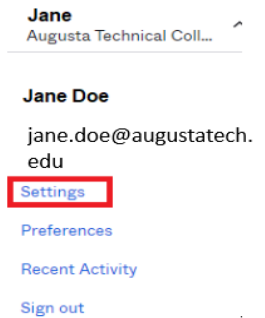 Jane
Augusta Technical Coll...
Jane Doe
jane.doe@augustatech.
edu
Settings
Preferences
Recent Activity
Sign out